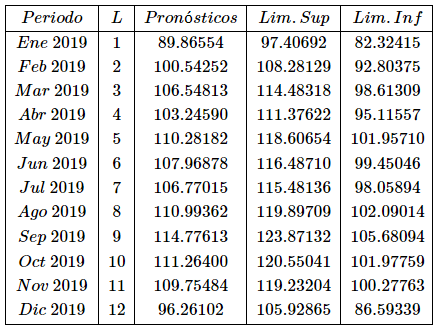 Periodo L Pronósticos Lim. Sup Lim. Inf
Ene 2019 1 89.86554 97.40692 82.32415
Feb 2019 2 100.54252 108.28129 92.80375
Mar 2019 3 106.54813 114.48318 98.61309
Abr 2019 4 103.24590 111.37622 95.11557
May 2019 5 110.28182 118.60654 101.95710
Jun 2019 6 107.96878 116.48710 99.45046
Jul 2019 7 106.77015 115.48136 98.05894
Ago 2019 8 110.99362 119.89709 102.09014
Sep 2019 9 114.77613 123.87132 105.68094
Oct 2019 10 111.26400 120.55041 101.97759
Nov 2019 11 109.75484 119.23204 100.27763
Dic 2019 12 96.26102 105.92865 86.59339